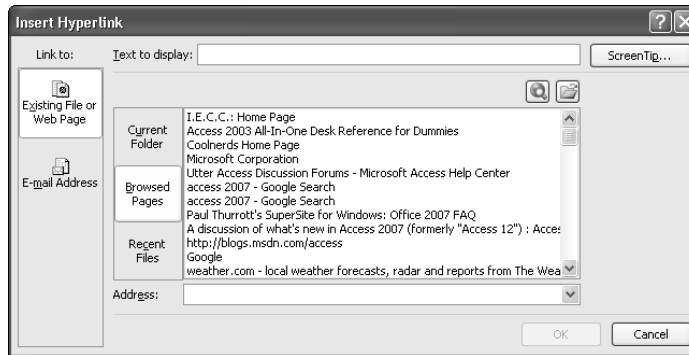 Insert Hyperlink
Link to:
Text to display:
ScreenTip...
Existing File or
Web Page
E-mail Address
Current
Folder
Browsed
Pages
Recent
Files
I.E.C.C.: Home Page
Access 2003 All-In-One Desk Reference for Dummies
Coolnerds Home Page
Microsoft Corporation
Utter Access Discussion Forums - Microsoft Access Help Center
access 2007 - Google Search
access 2007 - Google Search
Paul Thurrott's SuperSite for Windows: Office 2007 FAQ
A discussion of what's new in Access 2007 (formerly "Access 12") : Acces
http://blogs.msdn.com/access
Google
weather.com - local weather forecasts, radar and reports from The Wea
Address:
OK
Cancel